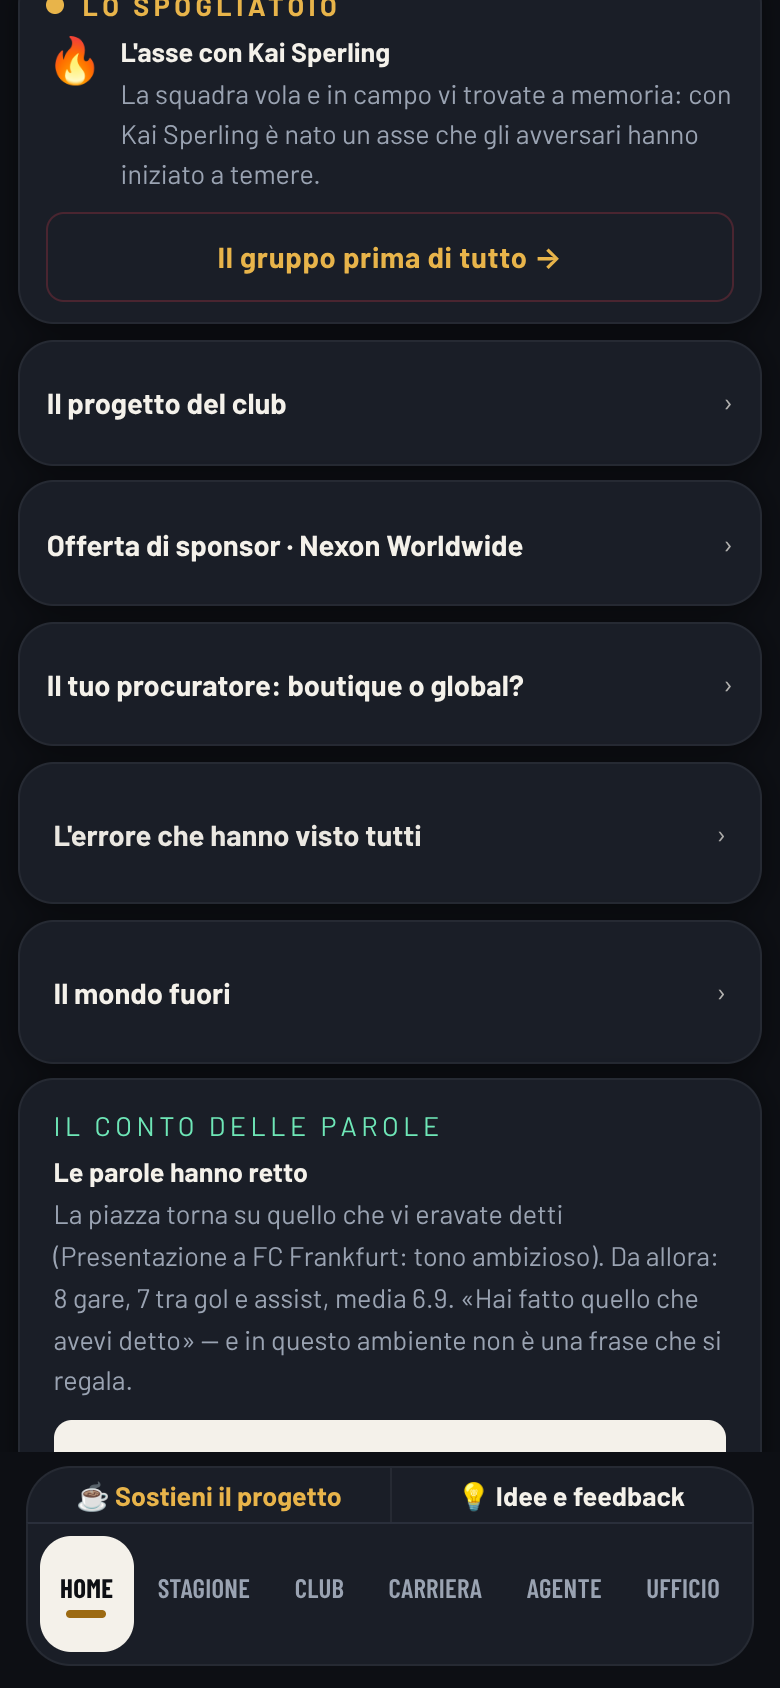 LO SPOGLIATOIO
L'asse con Kai Sperling
La squadra vola e in campo vi trovate a memoria: con
Kai Sperling è nato un asse che gli avversari hanno
iniziato a temere.
Il gruppo prima di tutto →
Il progetto del club ›
Offerta di sponsor · Nexon Worldwide ›
Il tuo procuratore: boutique o global? ›
L'errore che hanno visto tutti ›
Il mondo fuori ›
IL CONTO DELLE PAROLE
Le parole hanno retto
La piazza torna su quello che vi eravate detti
(Presentazione a FC Frankfurt: tono ambizioso). Da allora:
8 gare, 7 tra gol e assist, media 6.9. «Hai fatto quello che
avevi detto» — e in questo ambiente non è una frase che si
regala.
☕ Sostieni il progetto 💡 Idee e feedback
HOME STAGIONE CLUB CARRIERA AGENTE UFFICIO